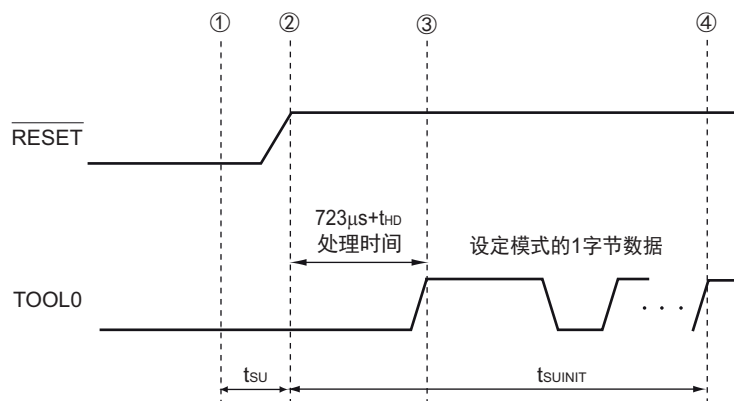 ① ② ③ ④
RESET
723μs+tHD
处理时间
设定模式的1字节数据
TOOL0
· · ·
tSU
tSUINIT